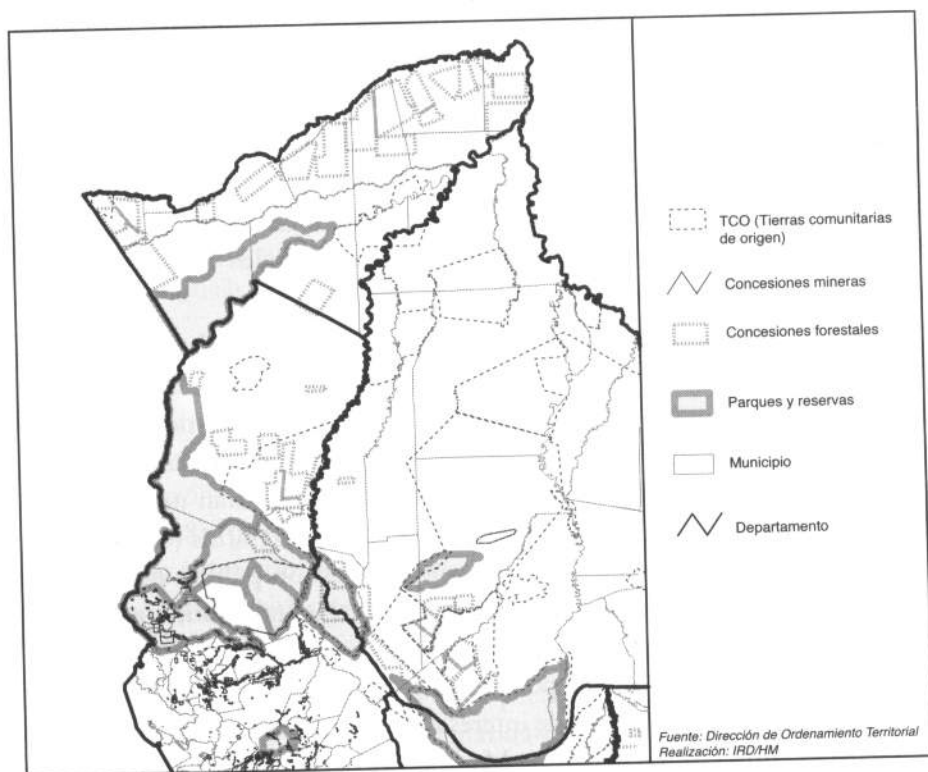 TCO (Tierras comunitarias
de origen)
Concesiones mineras
Concesiones forestales
Parques y reservas
Municipio
Departamento
Fuente: Dirección de Ordenamiento Territorial
Realización: IRD/HM